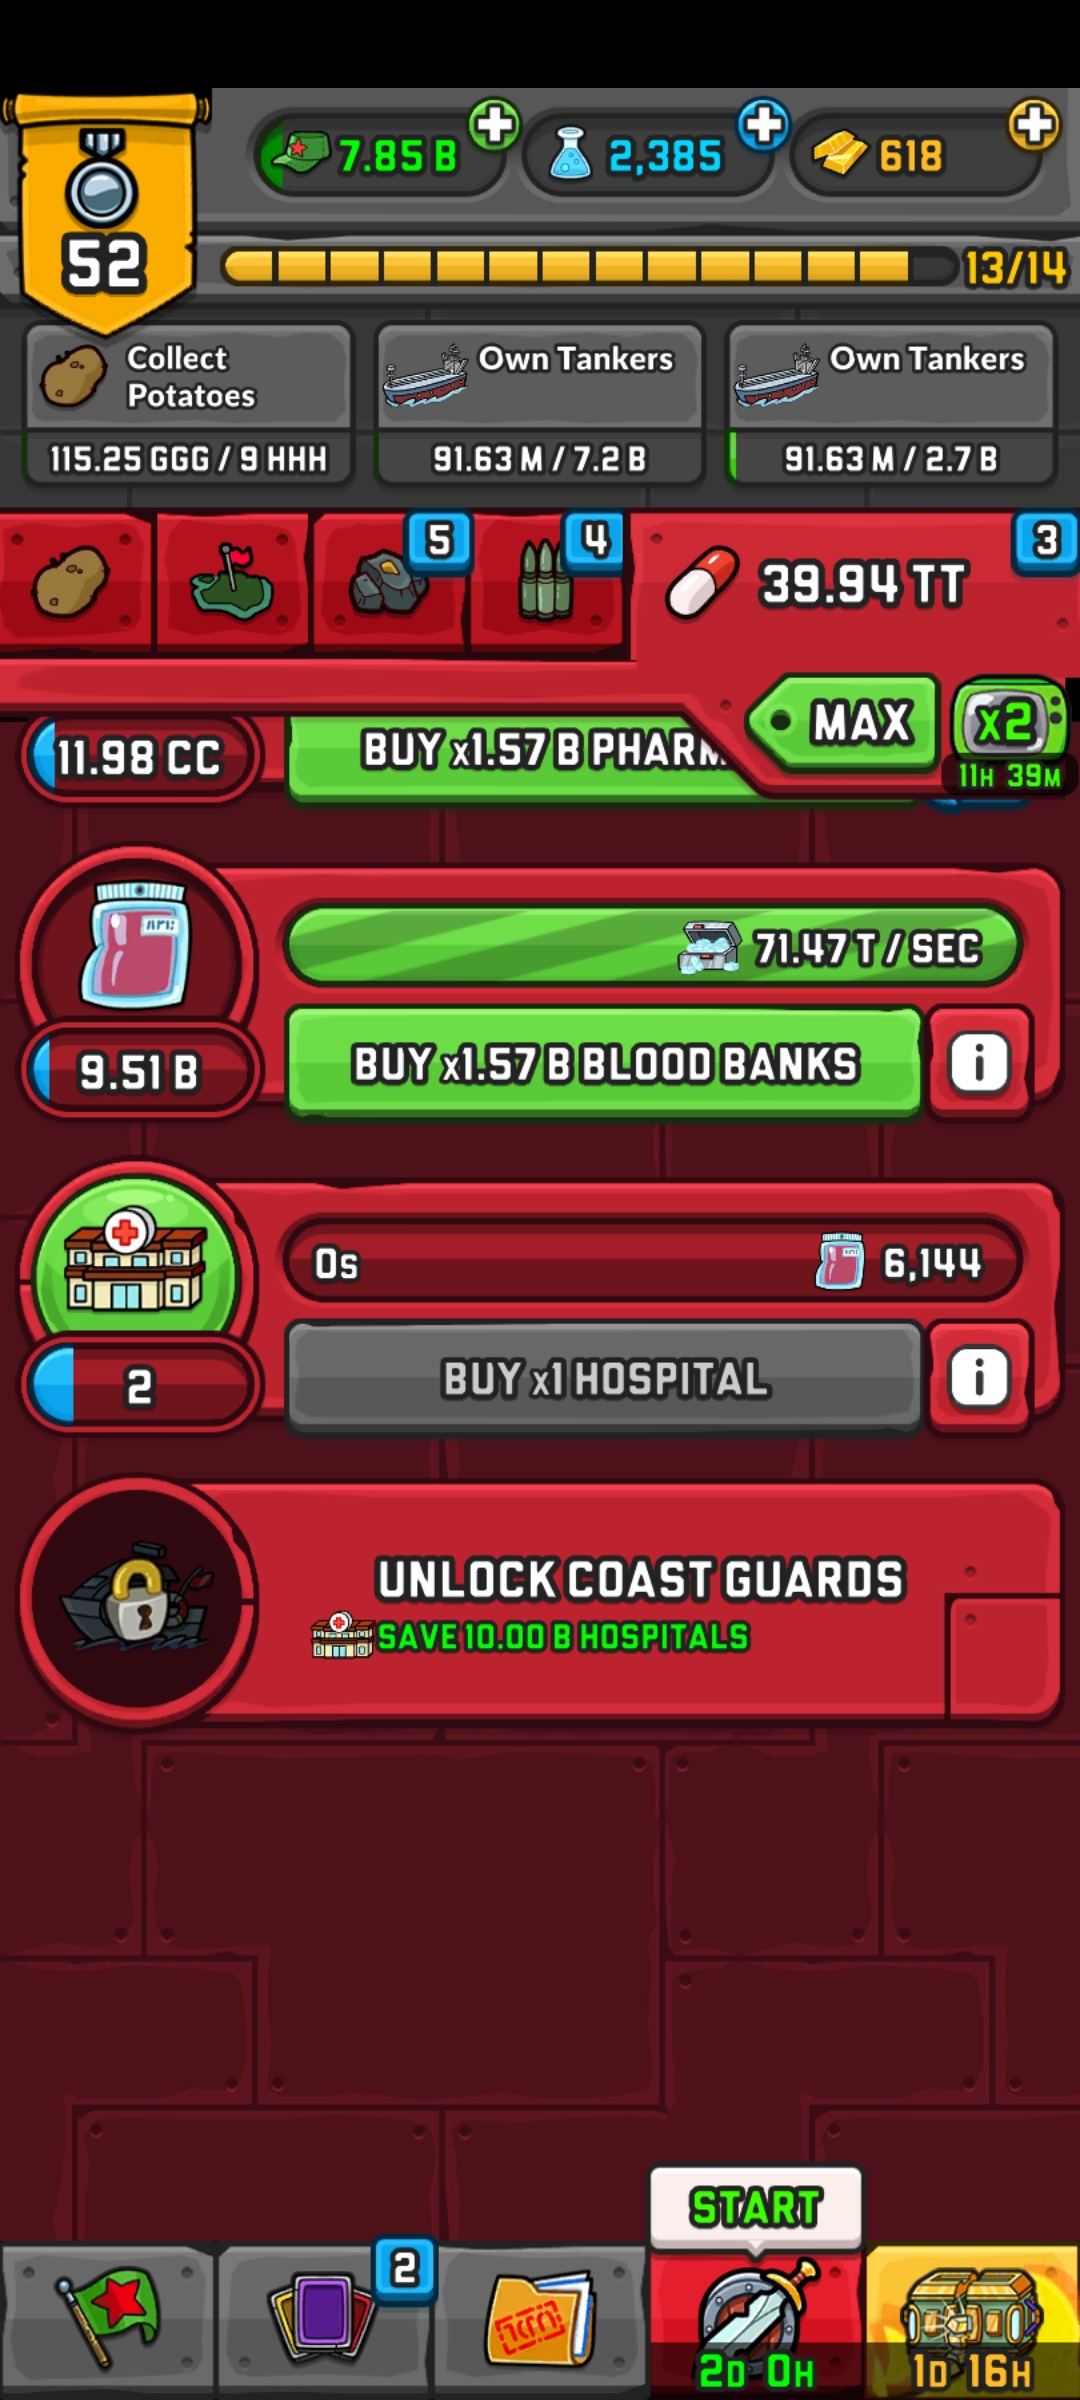 7.85 B
2,385
618
52
13/14
Collect
Potatoes
Own Tankers
Own Tankers
115.25 GGG / 9 HHH
91.63 M / 7.2 B
91.63 M / 2.7 B
5
4
3
39.94 TT
MAX
x2
11H 39M
11.98 CC
BUY x1.57 B PHARM
71.47 T / SEC
9.51 B
BUY x1.57 B BLOOD BANKS
i
0s
6,144
2
BUY x1 HOSPITAL
i
UNLOCK COAST GUARDS
SAVE 10.00 B HOSPITALS
START
2
2D 0H
1D 16H